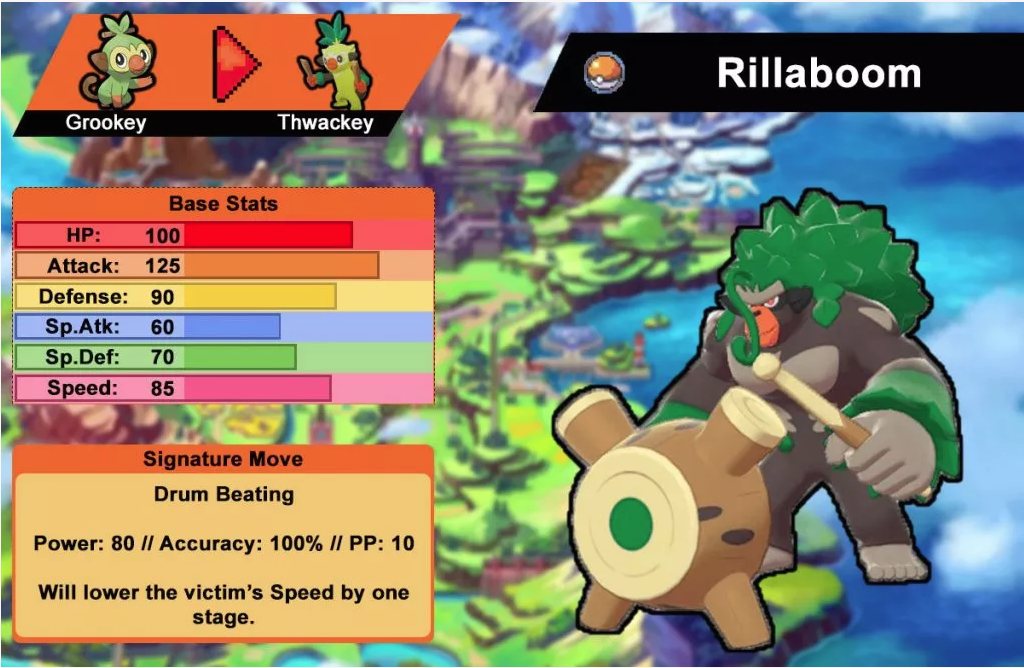 Grookey
Thwackey
Rillaboom
Base Stats
HP: 100
Attack: 125
Defense: 90
Sp.Atk: 60
Sp.Def: 70
Speed: 85
Signature Move
Drum Beating
Power: 80 // Accuracy: 100% // PP: 10
Will lower the victim's Speed by one
stage.